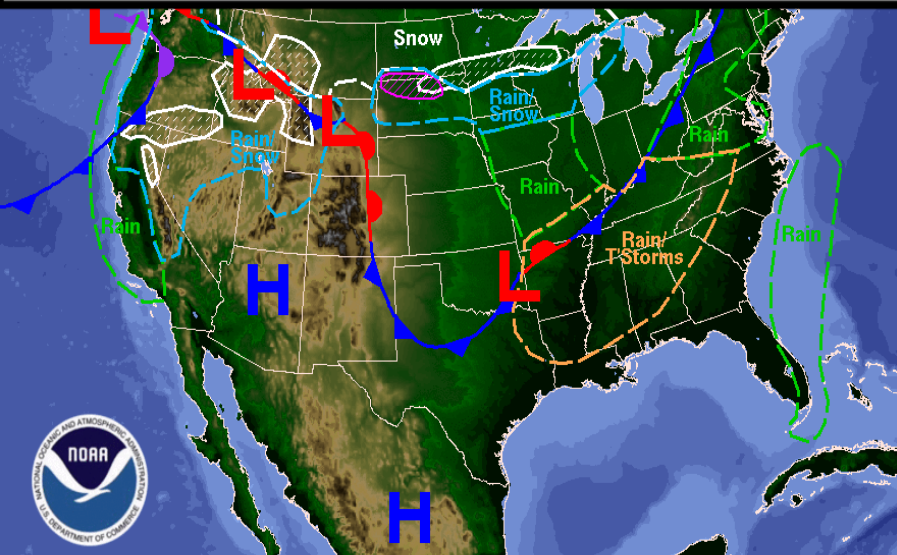 L
Snow
L
L
Rain/
Snow
Rain/
Snow
Rain
Rain
Rain
Rain/
T'Storms
Rain
H
L
H
NATIONAL OCEANIC AND ATMOSPHERIC ADMINISTRATION
NOAA
U.S. DEPARTMENT OF COMMERCE